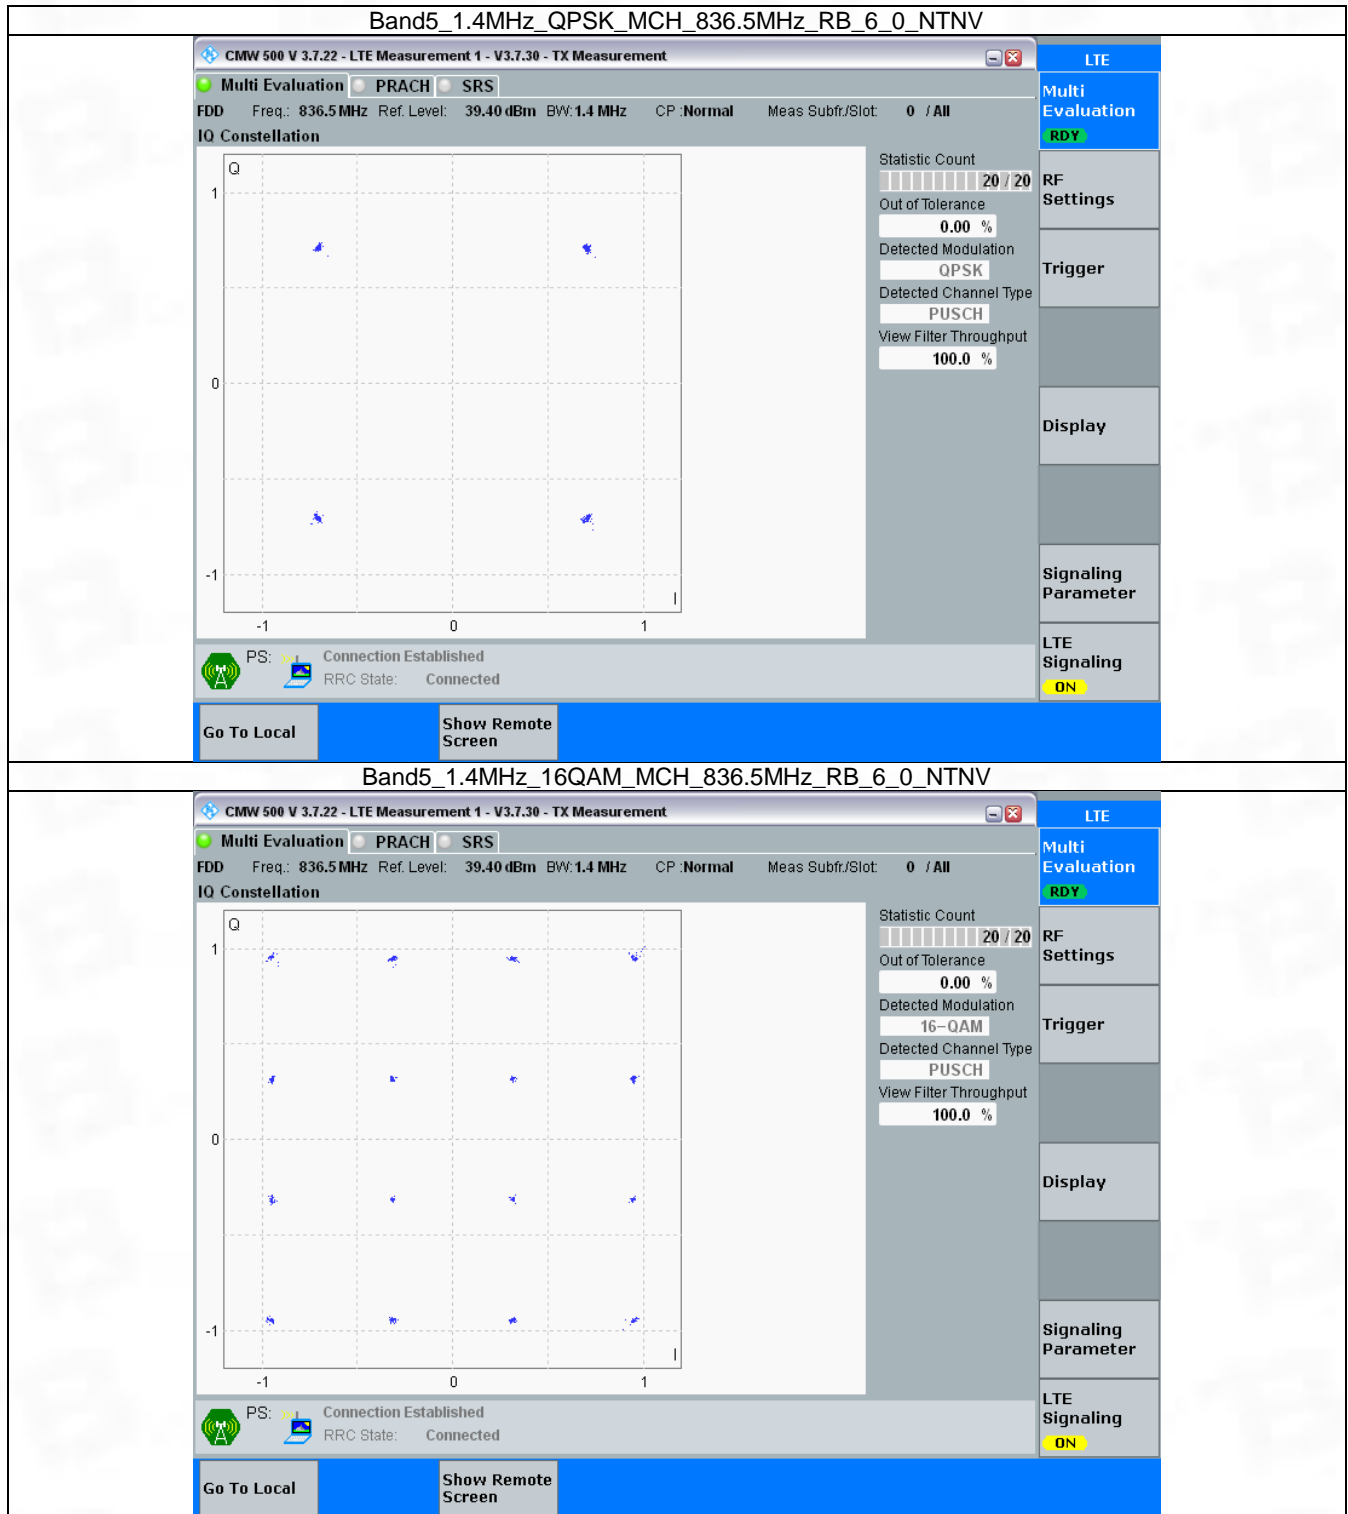 Band5_1.4MHz_QPSK_MCH_836.5MHz_RB_6_0_NTNV
CMW 500 V 3.7.22 - LTE Measurement 1 - V3.7.30 - TX Measurement
LTE
Multi Evaluation PRACH SRS
Multi
Evaluation
RDY
FDD Freq.: 836.5 MHz Ref. Level: 39.40 dBm BW: 1.4 MHz CP :Normal Meas Subfr./Slot: 0 / All
IQ Constellation
Q
1
0
-1
I
-1 0 1
Statistic Count
20 / 20
Out of Tolerance
0.00 %
Detected Modulation
QPSK
Detected Channel Type
PUSCH
View Filter Throughput
100.0 %
RF
Settings
Trigger
Display
Signaling
Parameter
LTE
Signaling
ON
PS: Connection Established
RRC State: Connected
Go To Local
Show Remote
Screen
Band5_1.4MHz_16QAM_MCH_836.5MHz_RB_6_0_NTNV
CMW 500 V 3.7.22 - LTE Measurement 1 - V3.7.30 - TX Measurement
LTE
Multi Evaluation PRACH SRS
Multi
Evaluation
RDY
FDD Freq.: 836.5 MHz Ref. Level: 39.40 dBm BW: 1.4 MHz CP :Normal Meas Subfr./Slot: 0 / All
IQ Constellation
Q
1
0
-1
I
-1 0 1
Statistic Count
20 / 20
Out of Tolerance
0.00 %
Detected Modulation
16-QAM
Detected Channel Type
PUSCH
View Filter Throughput
100.0 %
RF
Settings
Trigger
Display
Signaling
Parameter
LTE
Signaling
ON
PS: Connection Established
RRC State: Connected
Go To Local
Show Remote
Screen